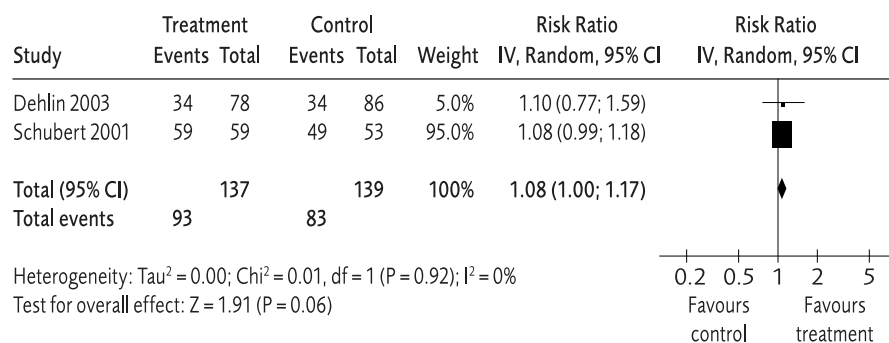 Treatment Control Risk Ratio Risk Ratio
Study Events Total Events Total Weight IV, Random, 95% CI IV, Random, 95% CI
Dehlin 2003 34 78 34 86 5.0% 1.10 (0.77; 1.59)
Schubert 2001 59 59 49 53 95.0% 1.08 (0.99; 1.18)
Total (95% CI) 137 139 100% 1.08 (1.00; 1.17)
Total events 93 83
Heterogeneity: Tau² = 0.00; Chi² = 0.01, df = 1 (P = 0.92); I² = 0%
Test for overall effect: Z = 1.91 (P = 0.06)
0.2 0.5 1 2 5
Favours Favours
control treatment